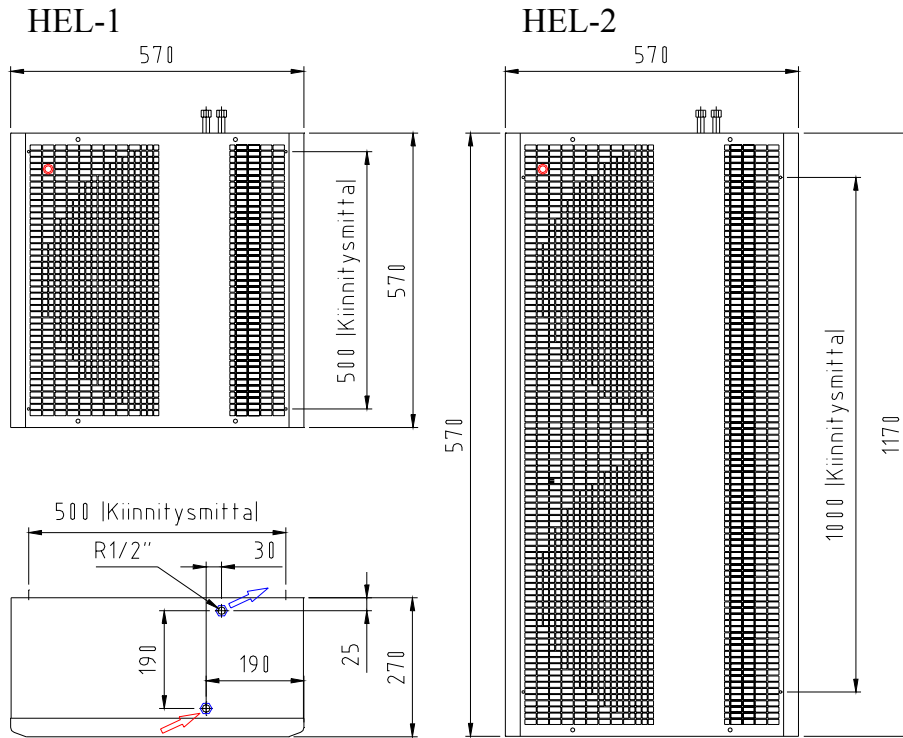 HEL-1
570
500 |Kiinnitysmitta|
570
500 |Kiinnitysmitta|
R1/2"
30
190
190
25
270
HEL-2
570
570
1000 |Kiinnitysmitta|
1170